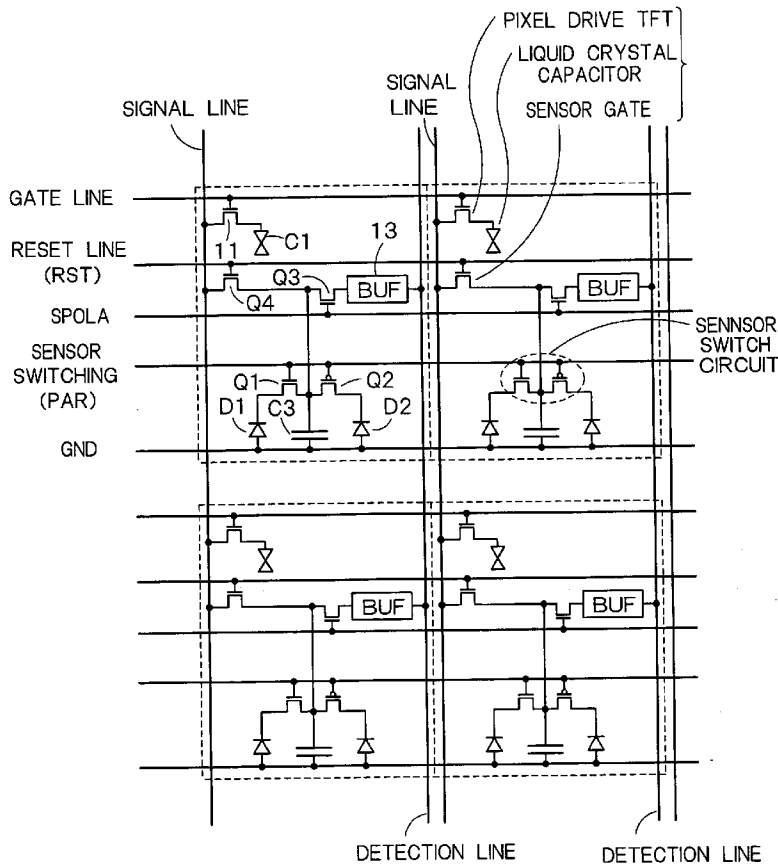 PIXEL DRIVE TFT
LIQUID CRYSTAL
CAPACITOR
SIGNAL
LINE
SIGNAL LINE
SENSOR GATE
GATE LINE
11
C1
RESET LINE
(RST)
Q4
Q3
13
BUF
BUF
SPOLA
SENSOR
SWITCHING
(PAR)
Q1
Q2
D1
C3
D2
SENNSOR
SWITCH
CIRCUIT
GND
BUF
BUF
DETECTION LINE
DETECTION LINE